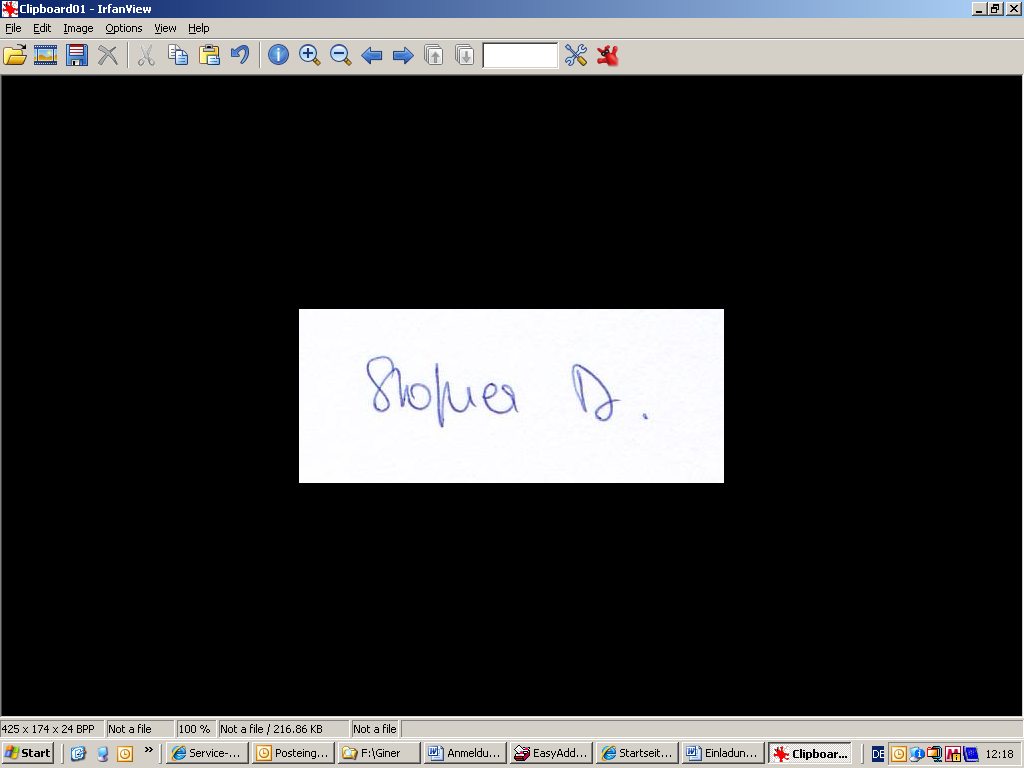 Clipboard01 - IrfanView
File Edit Image Options View Help
D.
425 x 174 x 24 BPP Not a file 100 % Not a file / 216.86 KB Not a file
Start » Service-... Posteing... F:\Giner Anmeldu... EasyAdd... Startseit... Einladun... Clipboar... DE 12:18